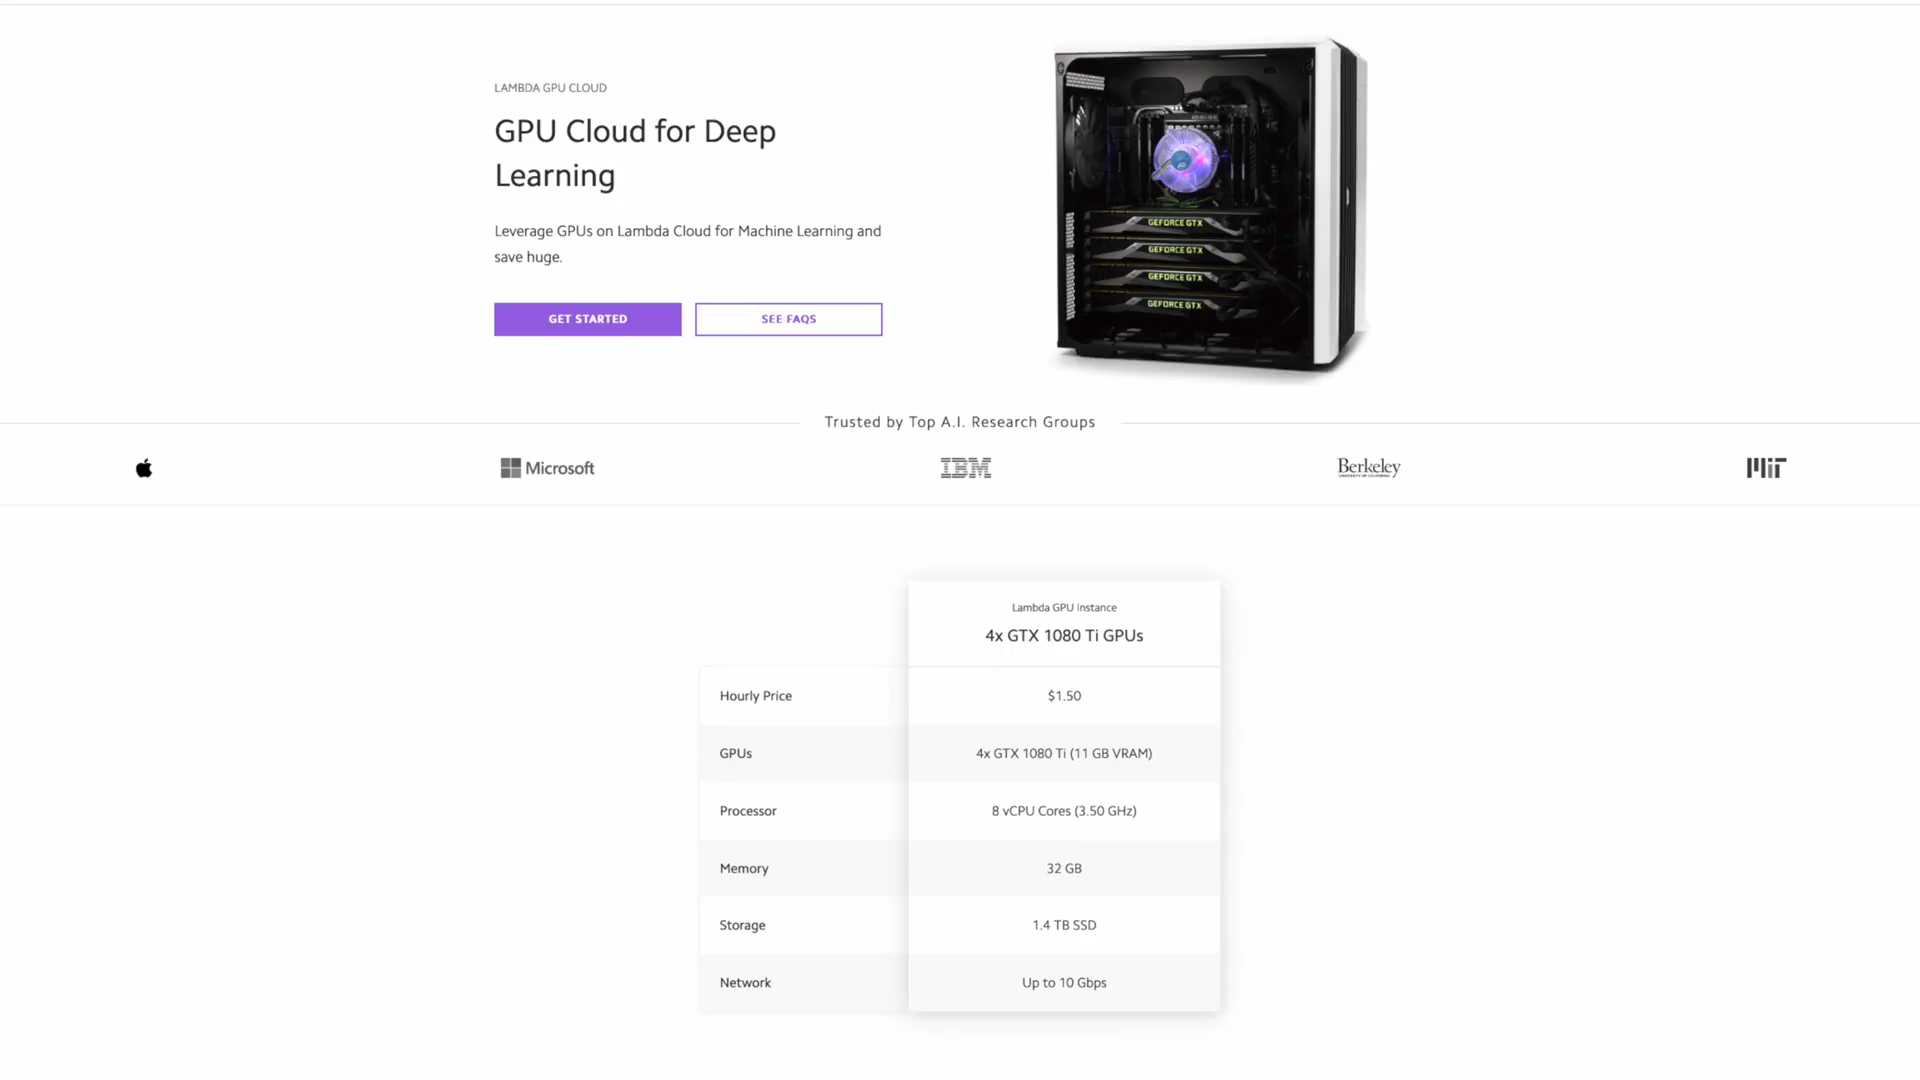 LAMBDA GPU CLOUD
GPU Cloud for Deep
Learning
Leverage GPUs on Lambda Cloud for Machine Learning and
save huge.
GET STARTED
SEE FAQS
GEFORCE GTX
GEFORCE GTX
GEFORCE GTX
GEFORCE GTX
Trusted by Top A.I. Research Groups
Microsoft
IBM
Berkeley
MIT
Lambda GPU Instance
4x GTX 1080 Ti GPUs
Hourly Price
$1.50
GPUs
4x GTX 1080 Ti (11 GB VRAM)
Processor
8 vCPU Cores (3.50 GHz)
Memory
32 GB
Storage
1.4 TB SSD
Network
Up to 10 Gbps